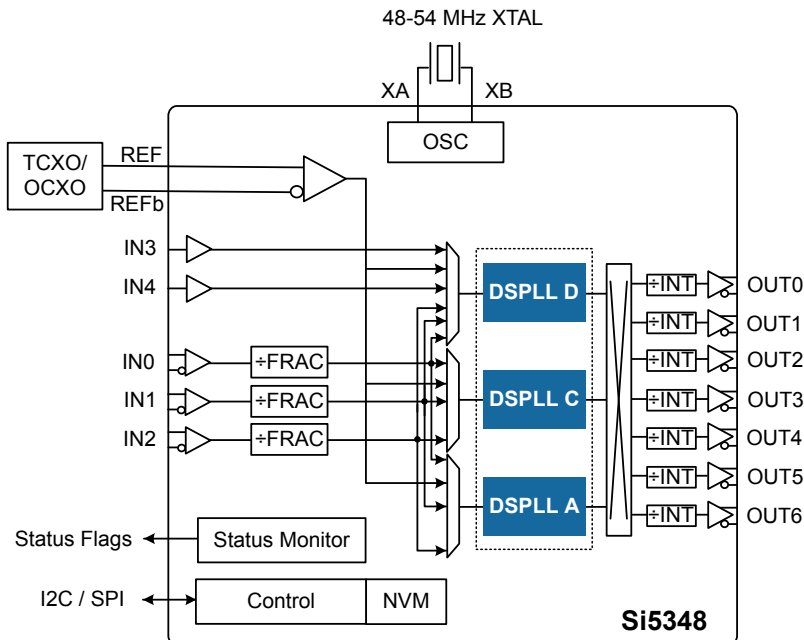 48-54 MHz XTAL
XA
XB
OSC
TCXO/
OCXO
REF
REFb
IN3
IN4
IN0
IN1
IN2
÷FRAC
÷FRAC
÷FRAC
DSPLL D
DSPLL C
DSPLL A
÷INT
÷INT
÷INT
÷INT
÷INT
÷INT
÷INT
OUT0
OUT1
OUT2
OUT3
OUT4
OUT5
OUT6
Status Flags
Status Monitor
I2C / SPI
Control
NVM
Si5348